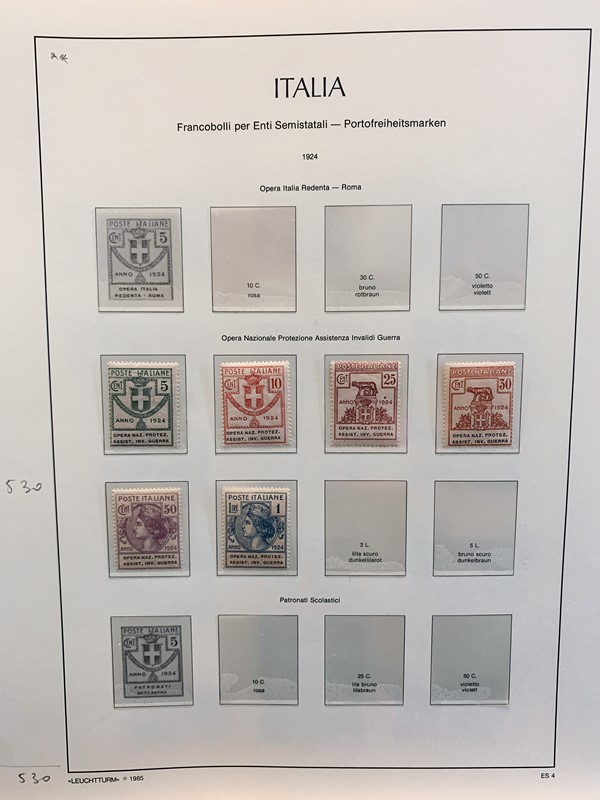 ITALIA
Francobolli per Enti Semistatali — Portofreiheitsmarken
1924
Opera Italia Redenta — Roma
POSTE ITALIANE
CENT 5
ANNO 1924
OPERA ITALIA
REDENTA - ROMA
10 C.
rosa
30 C.
bruno
rotbraun
50 C.
violetto
violett
Opera Nazionale Protezione Assistenza Invalidi Guerra
POSTE ITALIANE
CENT 5
ANNO 1924
OPERA NAZ. PROTEZ.
ASSIST. INV. GUERRA
POSTE ITALIANE
CENT 10
ANNO 1924
OPERA NAZ. PROTEZ.
ASSIST. INV. GUERRA
POSTE ITALIANE
CENT 25
ANNO 1924
OPERA NAZ. PROTEZ.
ASSIST. INV. GUERRA
POSTE ITALIANE
CENT 30
ANNO 1924
OPERA NAZ. PROTEZ.
ASSIST. INV. GUERRA
530
POSTE ITALIANE
CENT 50
ANNO 1924
OPERA NAZ. PROTEZ.
ASSIST. INV. GUERRA
POSTE ITALIANE
LIRE 1
ANNO 1924
OPERA NAZ. PROTEZ.
ASSIST. INV. GUERRA
3 L.
lilla scuro
dunkellilarot
5 L.
bruno scuro
dunkelbraun
Patronati Scolastici
POSTE ITALIANE
CENT 5
ANNO 1924
PATRONATI
SCOLASTICI
10 C.
rosa
25 C.
lilla bruno
lilabraun
50 C.
violetto
violett
530
»LEUCHTTURM« © 1985
ES 4